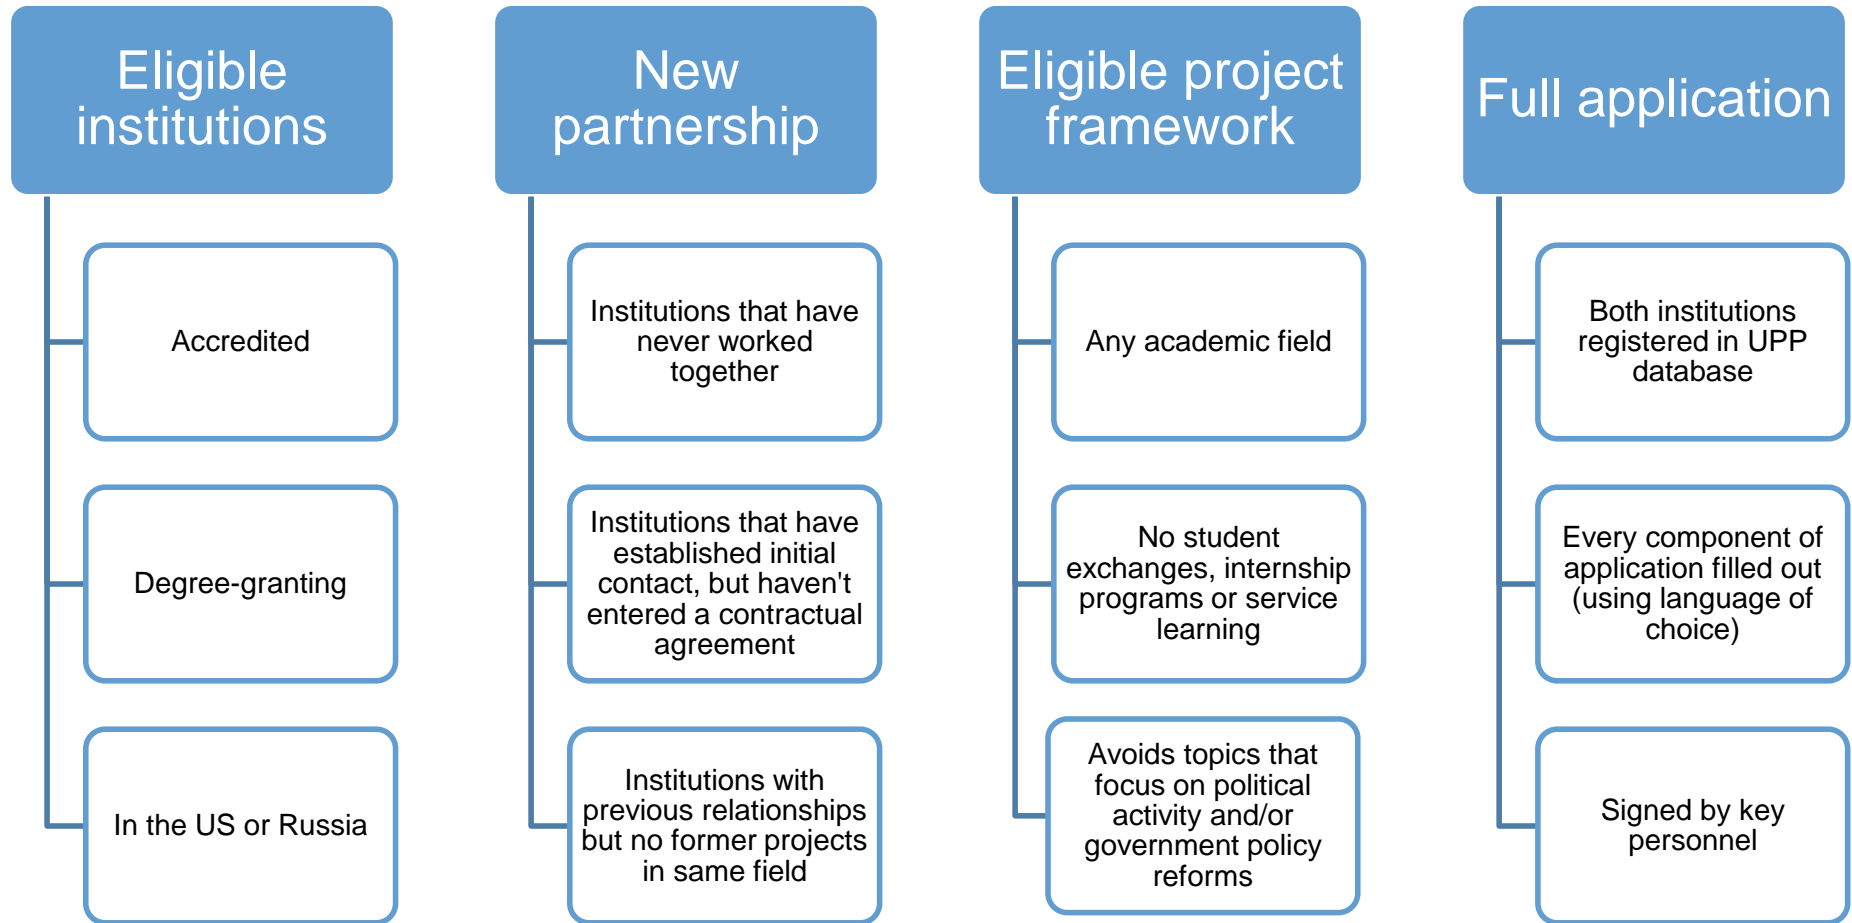 Eligible
institutions
Accredited
Degree-granting
In the US or Russia
New
partnership
Institutions that have
never worked
together
Institutions that have
established initial
contact, but haven't
entered a contractual
agreement
Institutions with
previous relationships
but no former projects
in same field
Eligible project
framework
Any academic field
No student
exchanges, internship
programs or service
learning
Avoids topics that
focus on political
activity and/or
government policy
reforms
Full application
Both institutions
registered in UPP
database
Every component of
application filled out
(using language of
choice)
Signed by key
personnel